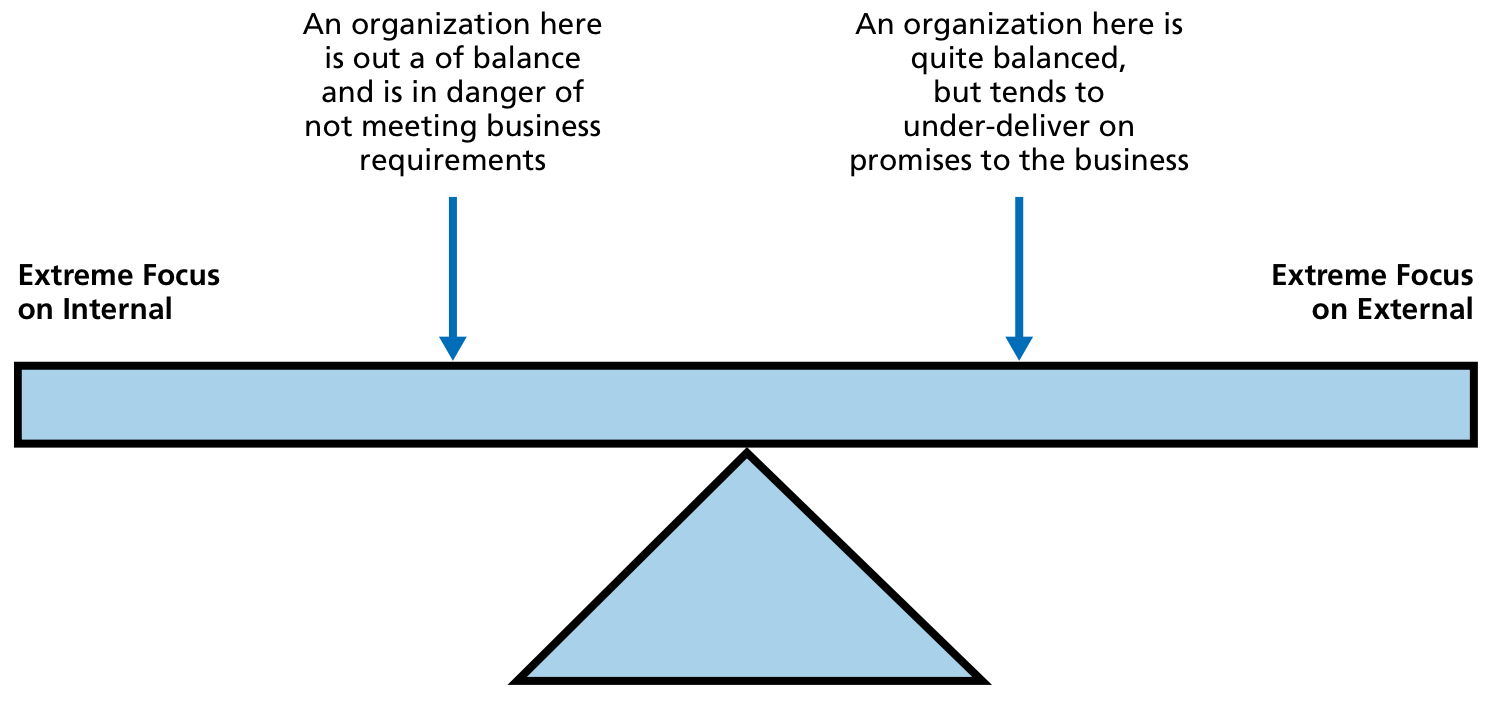 An organization here
is out a of balance
and is in danger of
not meeting business
requirements
An organization here is
quite balanced,
but tends to
under-deliver on
promises to the business
Extreme Focus
on Internal
Extreme Focus
on External